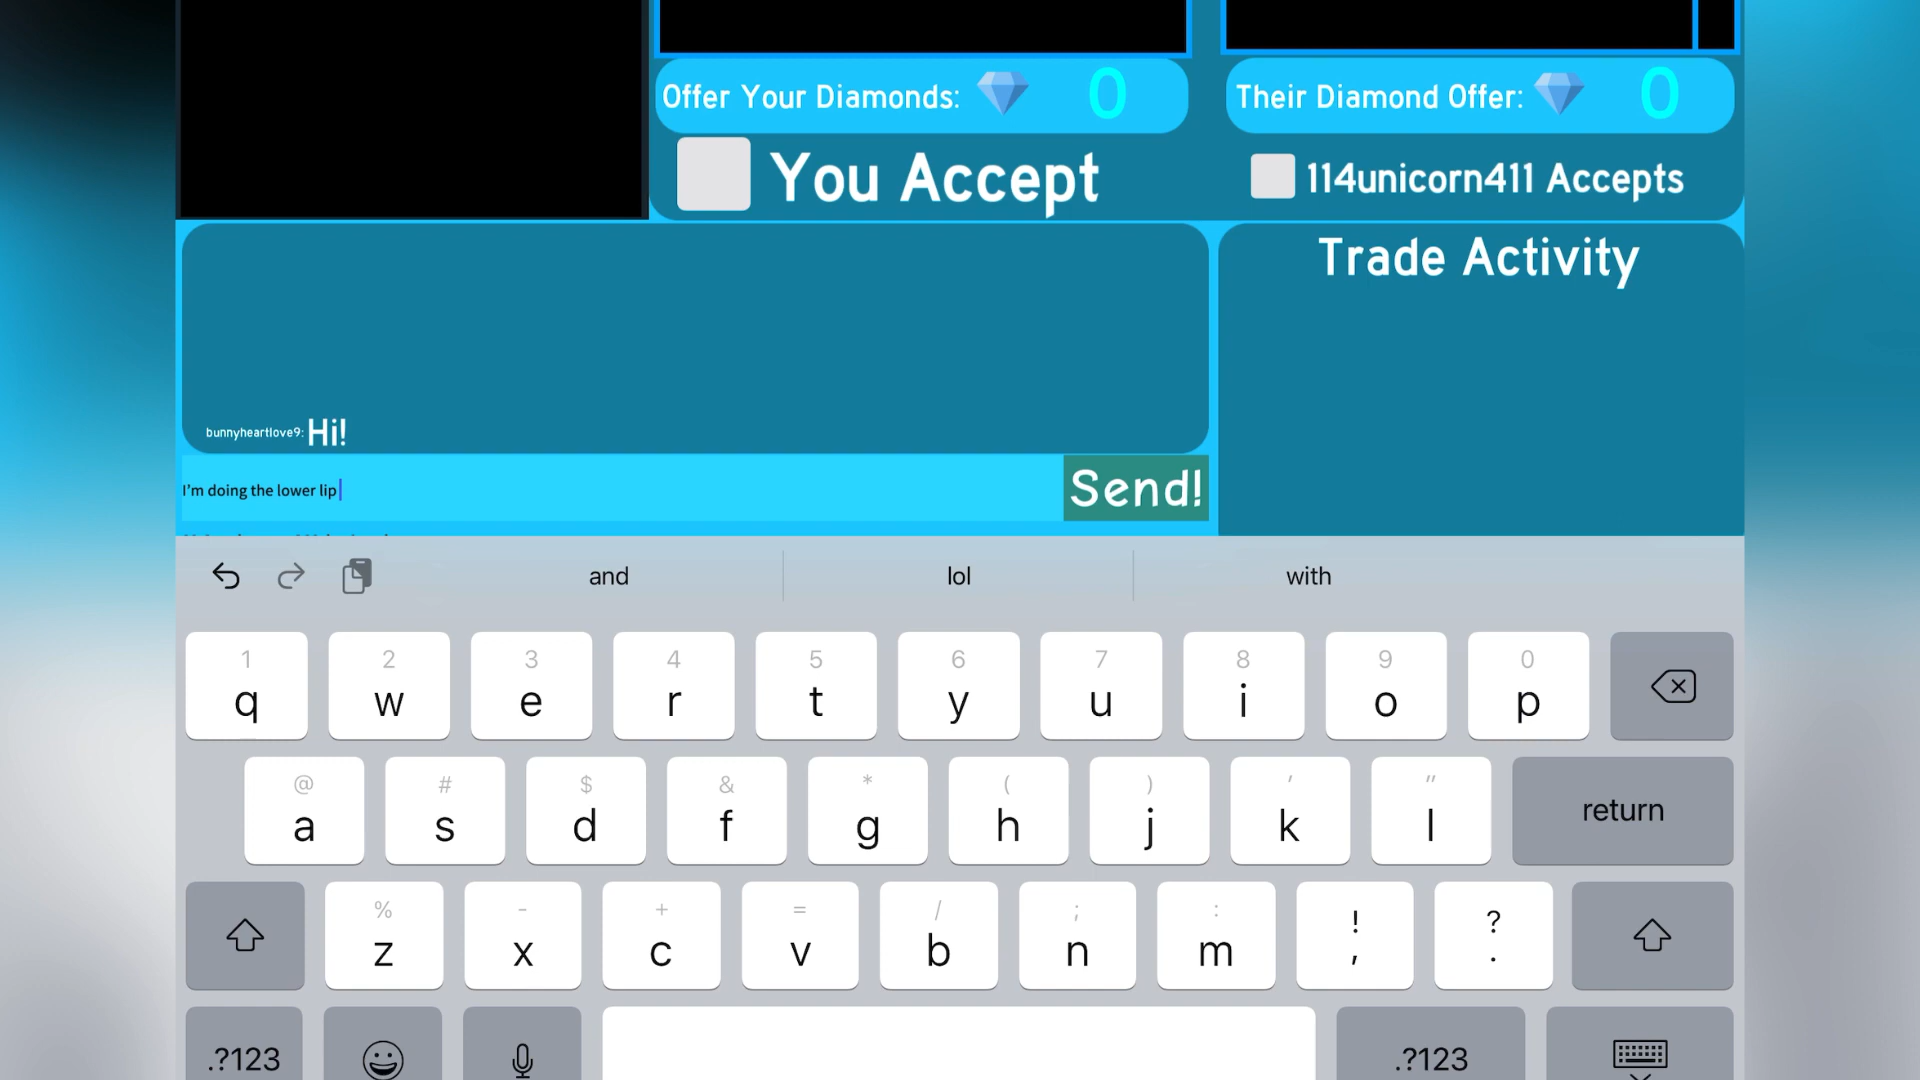 Offer Your Diamonds: 0
Their Diamond Offer: 0
You Accept
114unicorn411 Accepts
Trade Activity
bunnyheartlove9: Hi!
I'm doing the lower lip
Send!
and lol with
1 2 3 4 5 6 7 8 9 0
q w e r t y u i o p
@ # $ & * ( ) ' "
a s d f g h j k l return
% - + = / ; : ! ?
z x c v b n m , .
.?123 .?123